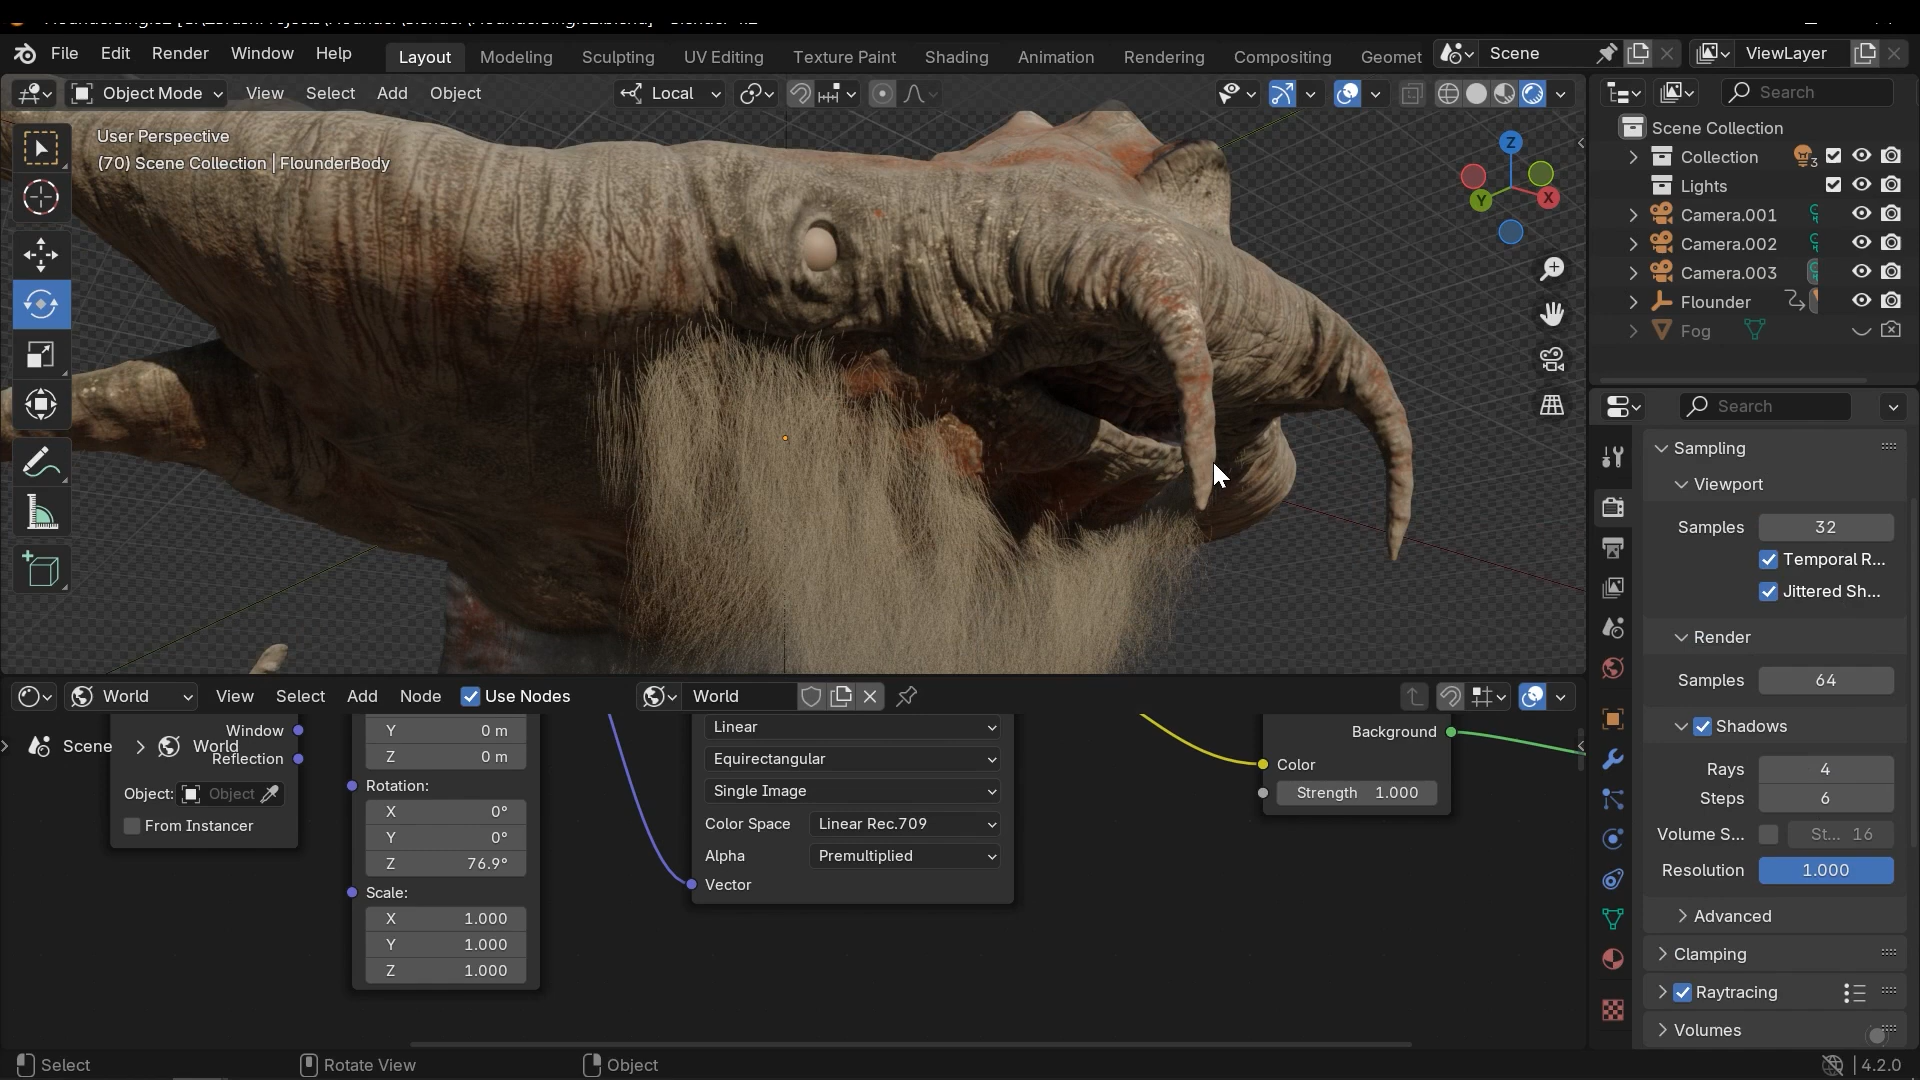 File Edit Render Window Help
Layout Modeling Sculpting UV Editing Texture Paint Shading Animation Rendering Compositing Geomet
Scene
ViewLayer
Object Mode View Select Add Object
Local
Search
User Perspective
(70) Scene Collection | FlounderBody
Z
Y
X
Scene Collection
Collection 3
Lights
Camera.001
Camera.002
Camera.003
Flounder
Fog
Search
Sampling
Viewport
Samples 32
Temporal R...
Jittered Sh...
Render
Samples 64
Shadows
Rays 4
Steps 6
Volume S... St... 16
Resolution 1.000
Advanced
Clamping
Raytracing
Volumes
World View Select Add Node Use Nodes
World
Scene > World
Window
Reflection
Object: Object
From Instancer
Y 0 m
Z 0 m
Rotation:
X 0°
Y 0°
Z 76.9°
Scale:
X 1.000
Y 1.000
Z 1.000
Linear
Equirectangular
Single Image
Color Space Linear Rec.709
Alpha Premultiplied
Vector
Background
Color
Strength 1.000
Select
Rotate View
Object
4.2.0